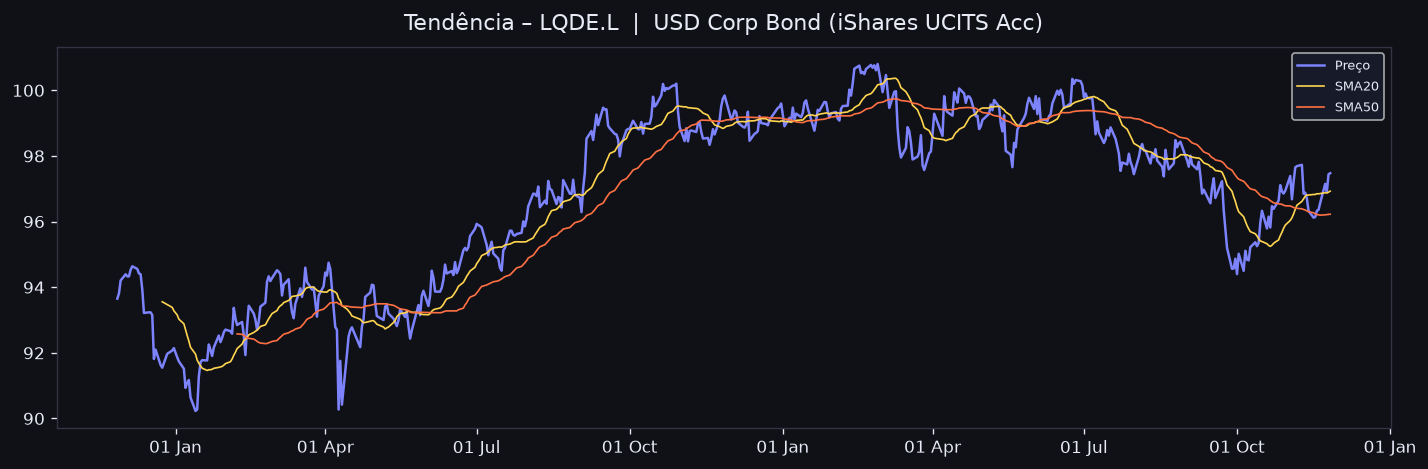 Tendência – LQDE.L | USD Corp Bond (iShares UCITS Acc)
Preço
SMA20
SMA50
100
98
96
94
92
90
01 Jan 01 Apr 01 Jul 01 Oct 01 Jan 01 Apr 01 Jul 01 Oct 01 Jan